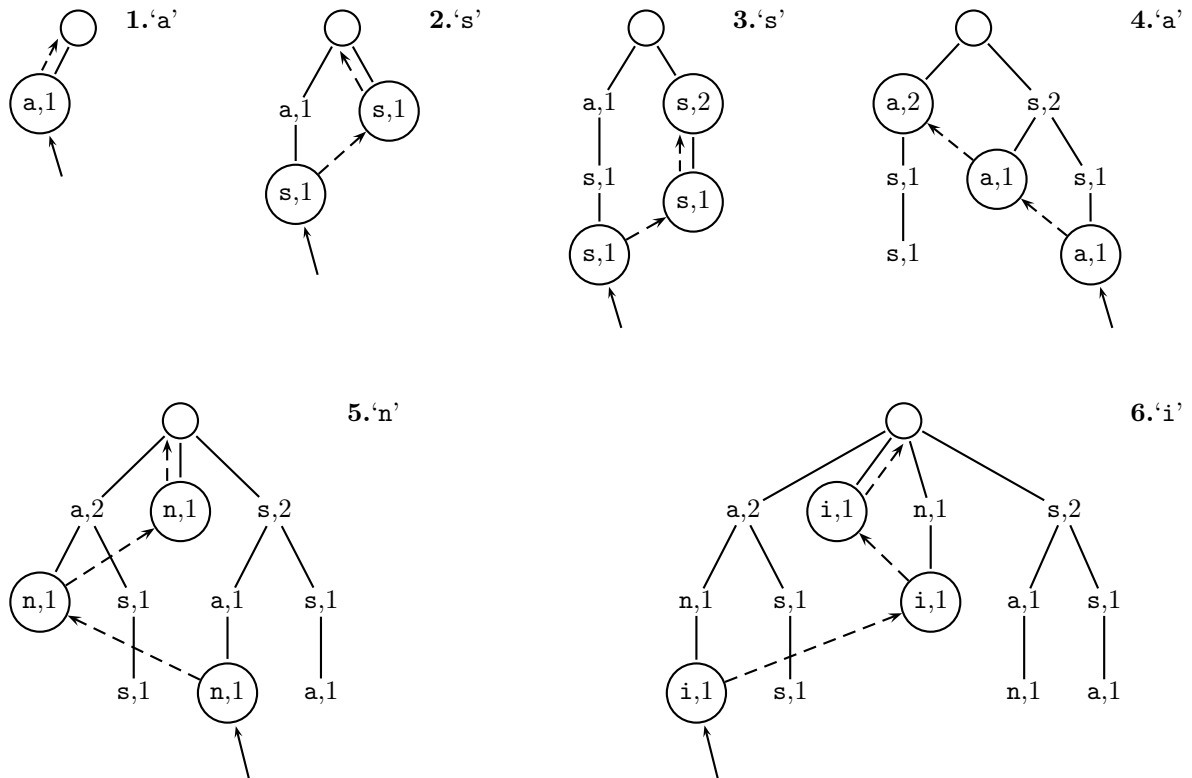 1.‘a’ 2.‘s’ 3.‘s’ 4.‘a’
a,1 a,1 s,1 a,1 s,2 a,2 s,2
s,1 s,1 s,1 s,1 a,1 s,1
s,1 s,1 a,1
5.‘n’ 6.‘i’
a,2 n,1 s,2 a,2 i,1 n,1 s,2
n,1 s,1 a,1 s,1 n,1 s,1 i,1 a,1 s,1
s,1 n,1 a,1 i,1 s,1 n,1 a,1